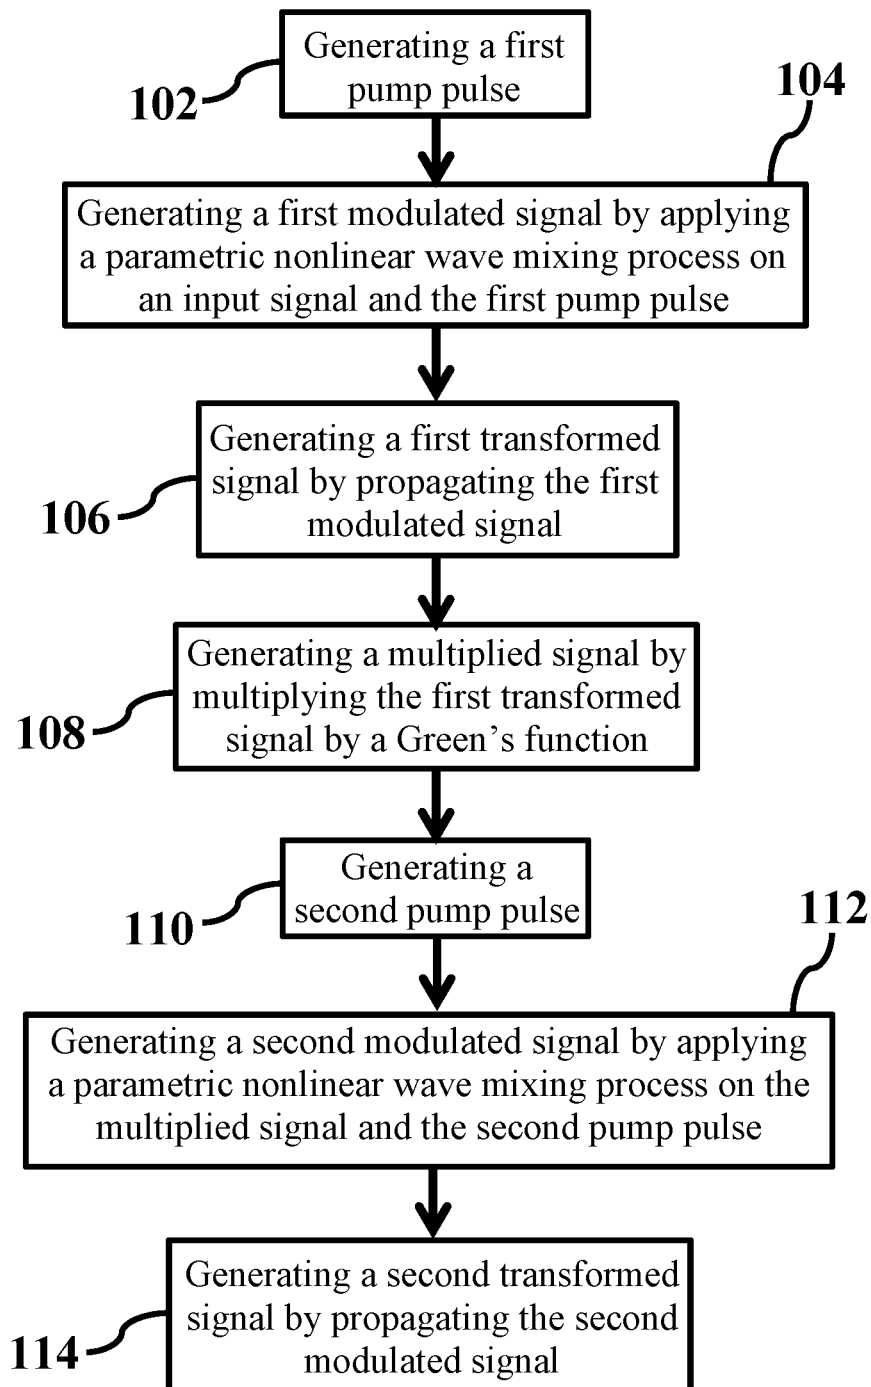 Generating a first
pump pulse
102
104
Generating a first modulated signal by applying
a parametric nonlinear wave mixing process on
an input signal and the first pump pulse
Generating a first transformed
signal by propagating the first
modulated signal
106
Generating a multiplied signal by
multiplying the first transformed
signal by a Green’s function
108
Generating a
second pump pulse
110
112
Generating a second modulated signal by applying
a parametric nonlinear wave mixing process on the
multiplied signal and the second pump pulse
Generating a second transformed
signal by propagating the second
modulated signal
114